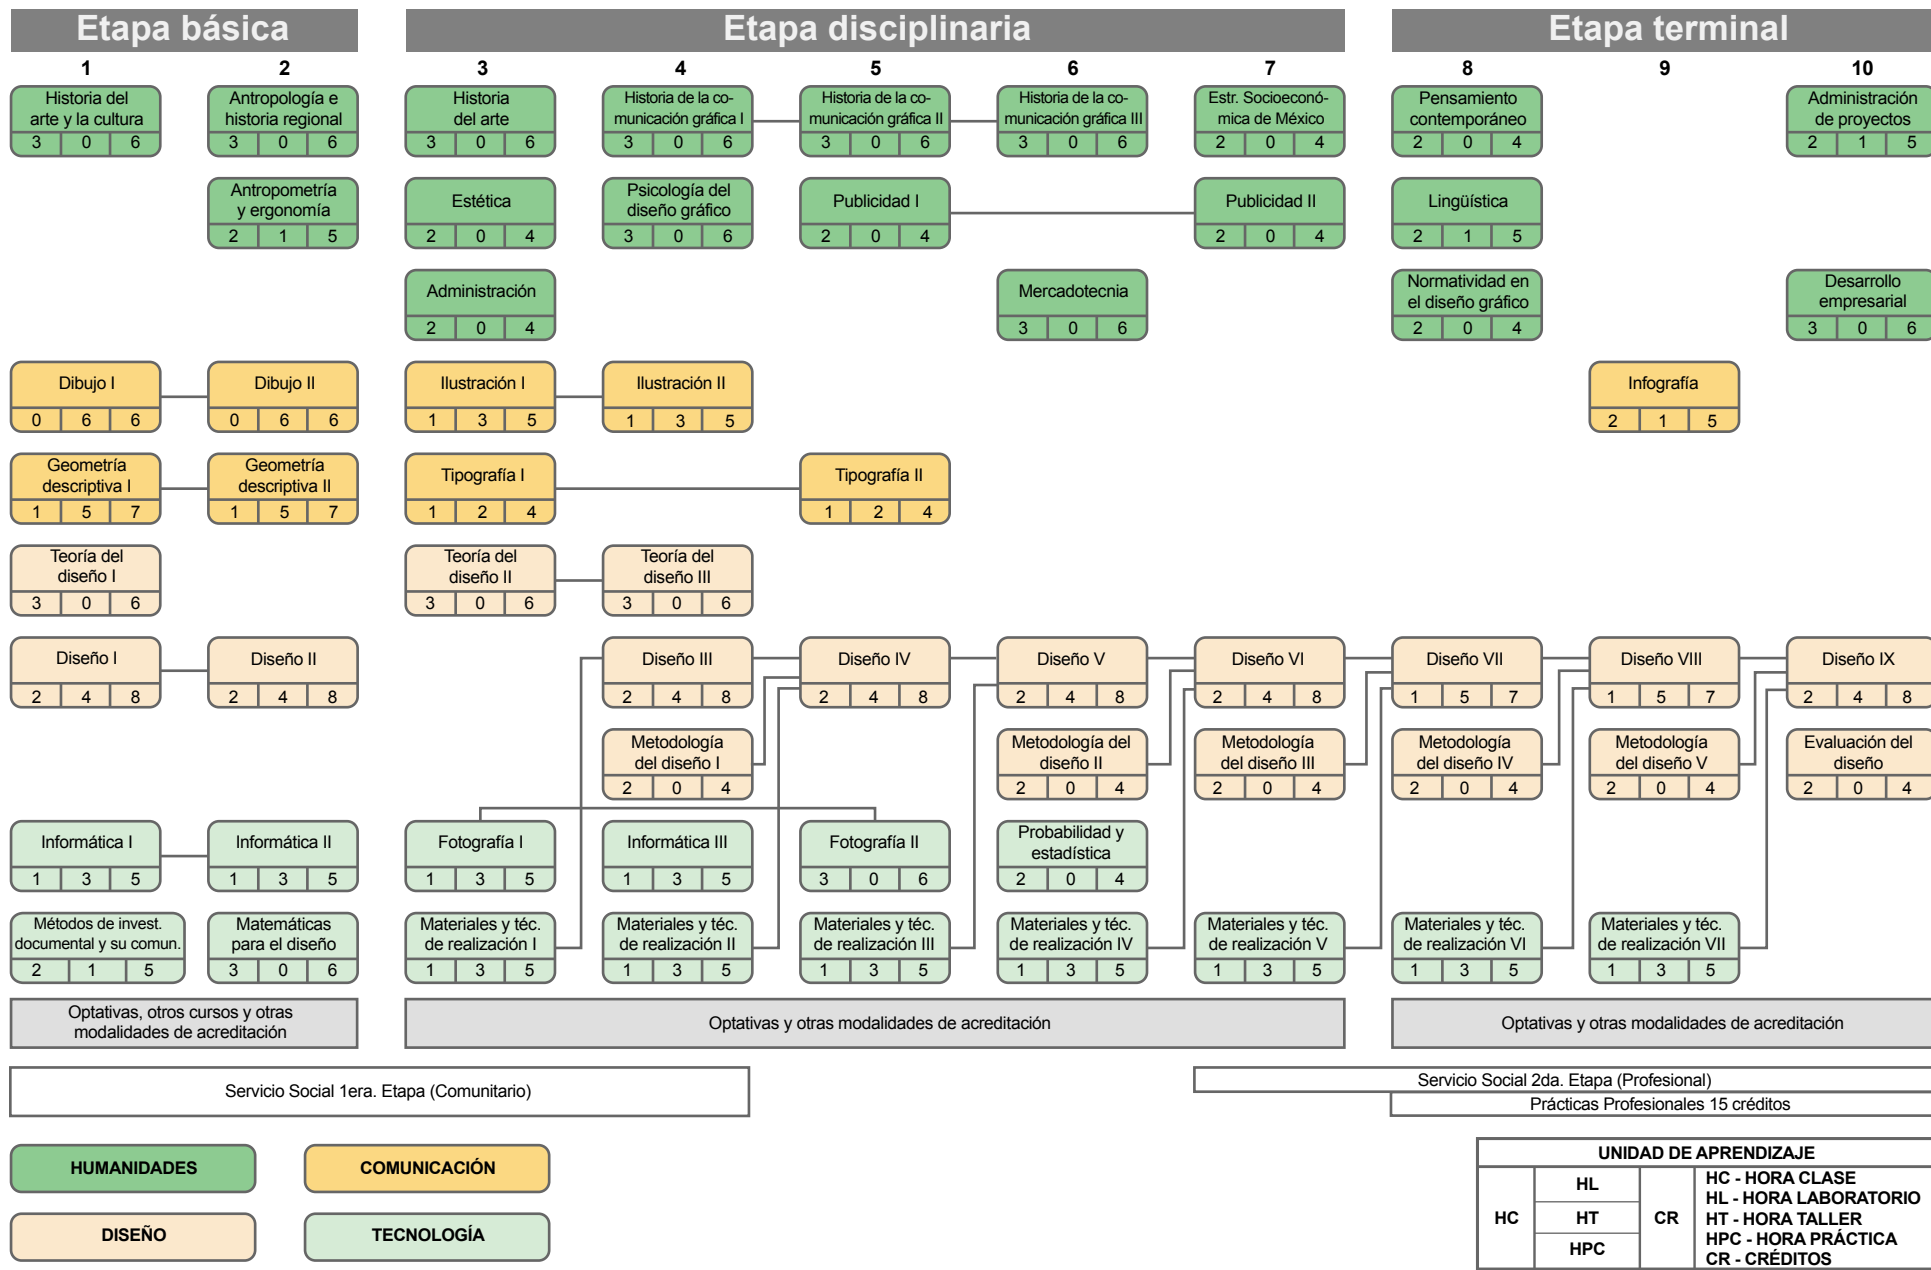 Etapa básica Etapa disciplinaria Etapa terminal
1 2 3 4 5 6 7 8 9 10
Historia del
arte y la cultura
3 0 6
Antropología e
historia regional
3 0 6
Historia
del arte
3 0 6
Historia de la co-
municación gráfica I
3 0 6
Historia de la co-
municación gráfica II
3 0 6
Historia de la co-
municación gráfica III
3 0 6
Estr. Socioeconó-
mica de México
2 0 4
Pensamiento
contemporáneo
2 0 4
Administración
de proyectos
2 1 5
Antropometría
y ergonomía
2 1 5
Estética
2 0 4
Psicología del
diseño gráfico
3 0 6
Publicidad I
2 0 4
Publicidad II
2 0 4
Lingüística
2 1 5
Administración
2 0 4
Mercadotecnia
3 0 6
Normatividad en
el diseño gráfico
2 0 4
Desarrollo
empresarial
3 0 6
Dibujo I
0 6 6
Dibujo II
0 6 6
Ilustración I
1 3 5
Ilustración II
1 3 5
Infografía
2 1 5
Geometría
descriptiva I
1 5 7
Geometría
descriptiva II
1 5 7
Tipografía I
1 2 4
Tipografía II
1 2 4
Teoría del
diseño I
3 0 6
Teoría del
diseño II
3 0 6
Teoría del
diseño III
3 0 6
Diseño I
2 4 8
Diseño II
2 4 8
Diseño III
2 4 8
Diseño IV
2 4 8
Diseño V
2 4 8
Diseño VI
2 4 8
Diseño VII
1 5 7
Diseño VIII
1 5 7
Diseño IX
2 4 8
Metodología
del diseño I
2 0 4
Metodología del
diseño II
2 0 4
Metodología
del diseño III
2 0 4
Metodología
del diseño IV
2 0 4
Metodología
del diseño V
2 0 4
Evaluación del
diseño
2 0 4
Informática I
1 3 5
Informática II
1 3 5
Fotografía I
1 3 5
Informática III
1 3 5
Fotografía II
3 0 6
Probabilidad y
estadística
2 0 4
Métodos de invest.
documental y su comun.
2 1 5
Matemáticas
para el diseño
3 0 6
Materiales y téc.
de realización I
1 3 5
Materiales y téc.
de realización II
1 3 5
Materiales y téc.
de realización III
1 3 5
Materiales y téc.
de realización IV
1 3 5
Materiales y téc.
de realización V
1 3 5
Materiales y téc.
de realización VI
1 3 5
Materiales y téc.
de realización VII
1 3 5
Optativas, otros cursos y otras
modalidades de acreditación
Optativas y otras modalidades de acreditación
Optativas y otras modalidades de acreditación
Servicio Social 1era. Etapa (Comunitario)
Servicio Social 2da. Etapa (Profesional)
Prácticas Profesionales 15 créditos
HUMANIDADES
COMUNICACIÓN
DISEÑO
TECNOLOGÍA
UNIDAD DE APRENDIZAJE
HC
HL
HT
HPC
CR
HC - HORA CLASE
HL - HORA LABORATORIO
HT - HORA TALLER
HPC - HORA PRÁCTICA
CR - CRÉDITOS